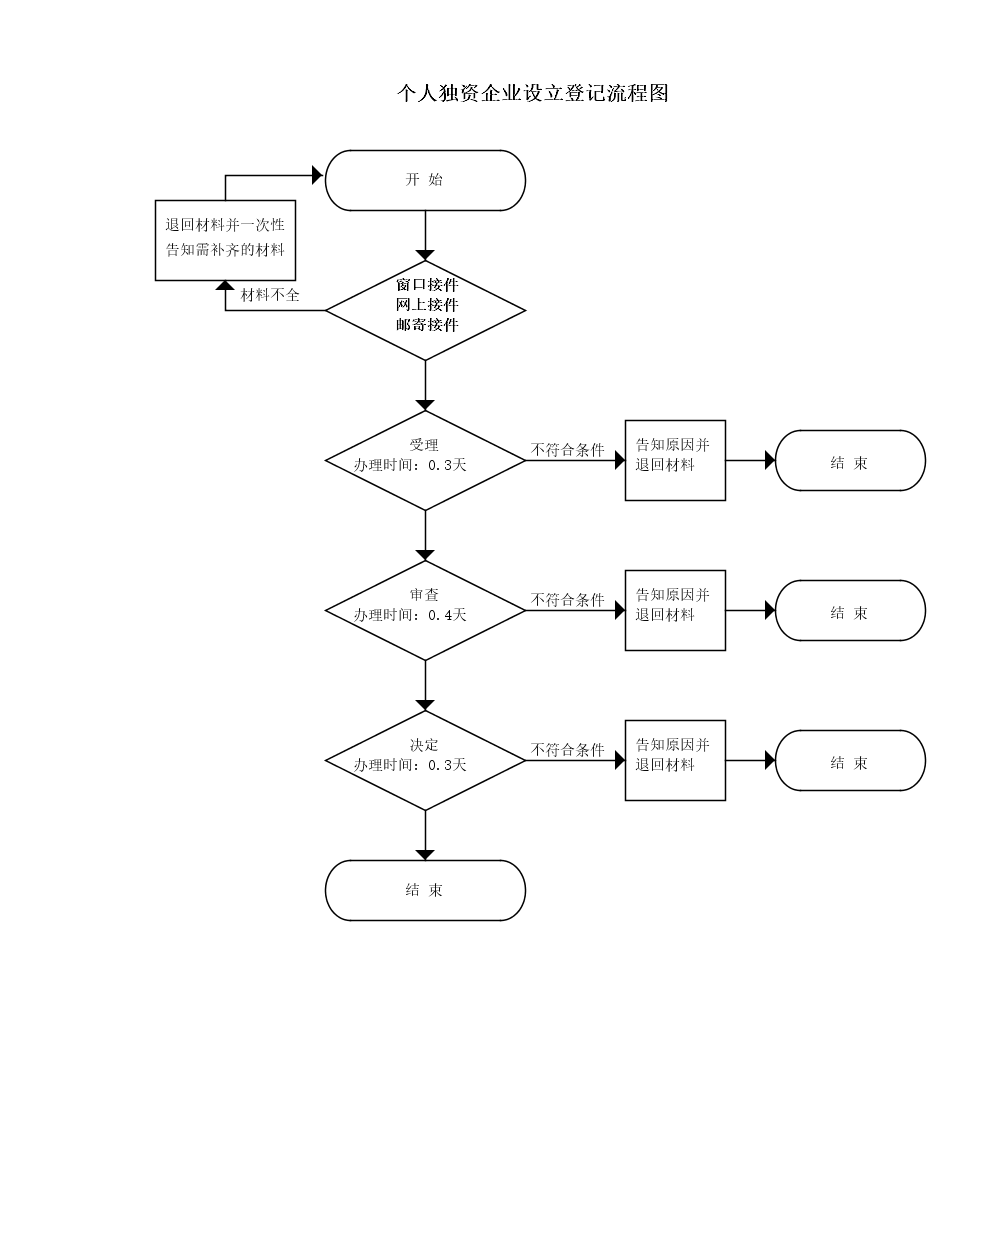 个人独资企业设立登记流程图
开 始
退回材料并一次性
告知需补齐的材料
材料不全
窗口接件
网上接件
邮寄接件
受理
办理时间：0.3天
不符合条件
告知原因并
退回材料
结 束
审查
办理时间：0.4天
不符合条件
告知原因并
退回材料
结 束
决定
办理时间：0.3天
不符合条件
告知原因并
退回材料
结 束
结 束